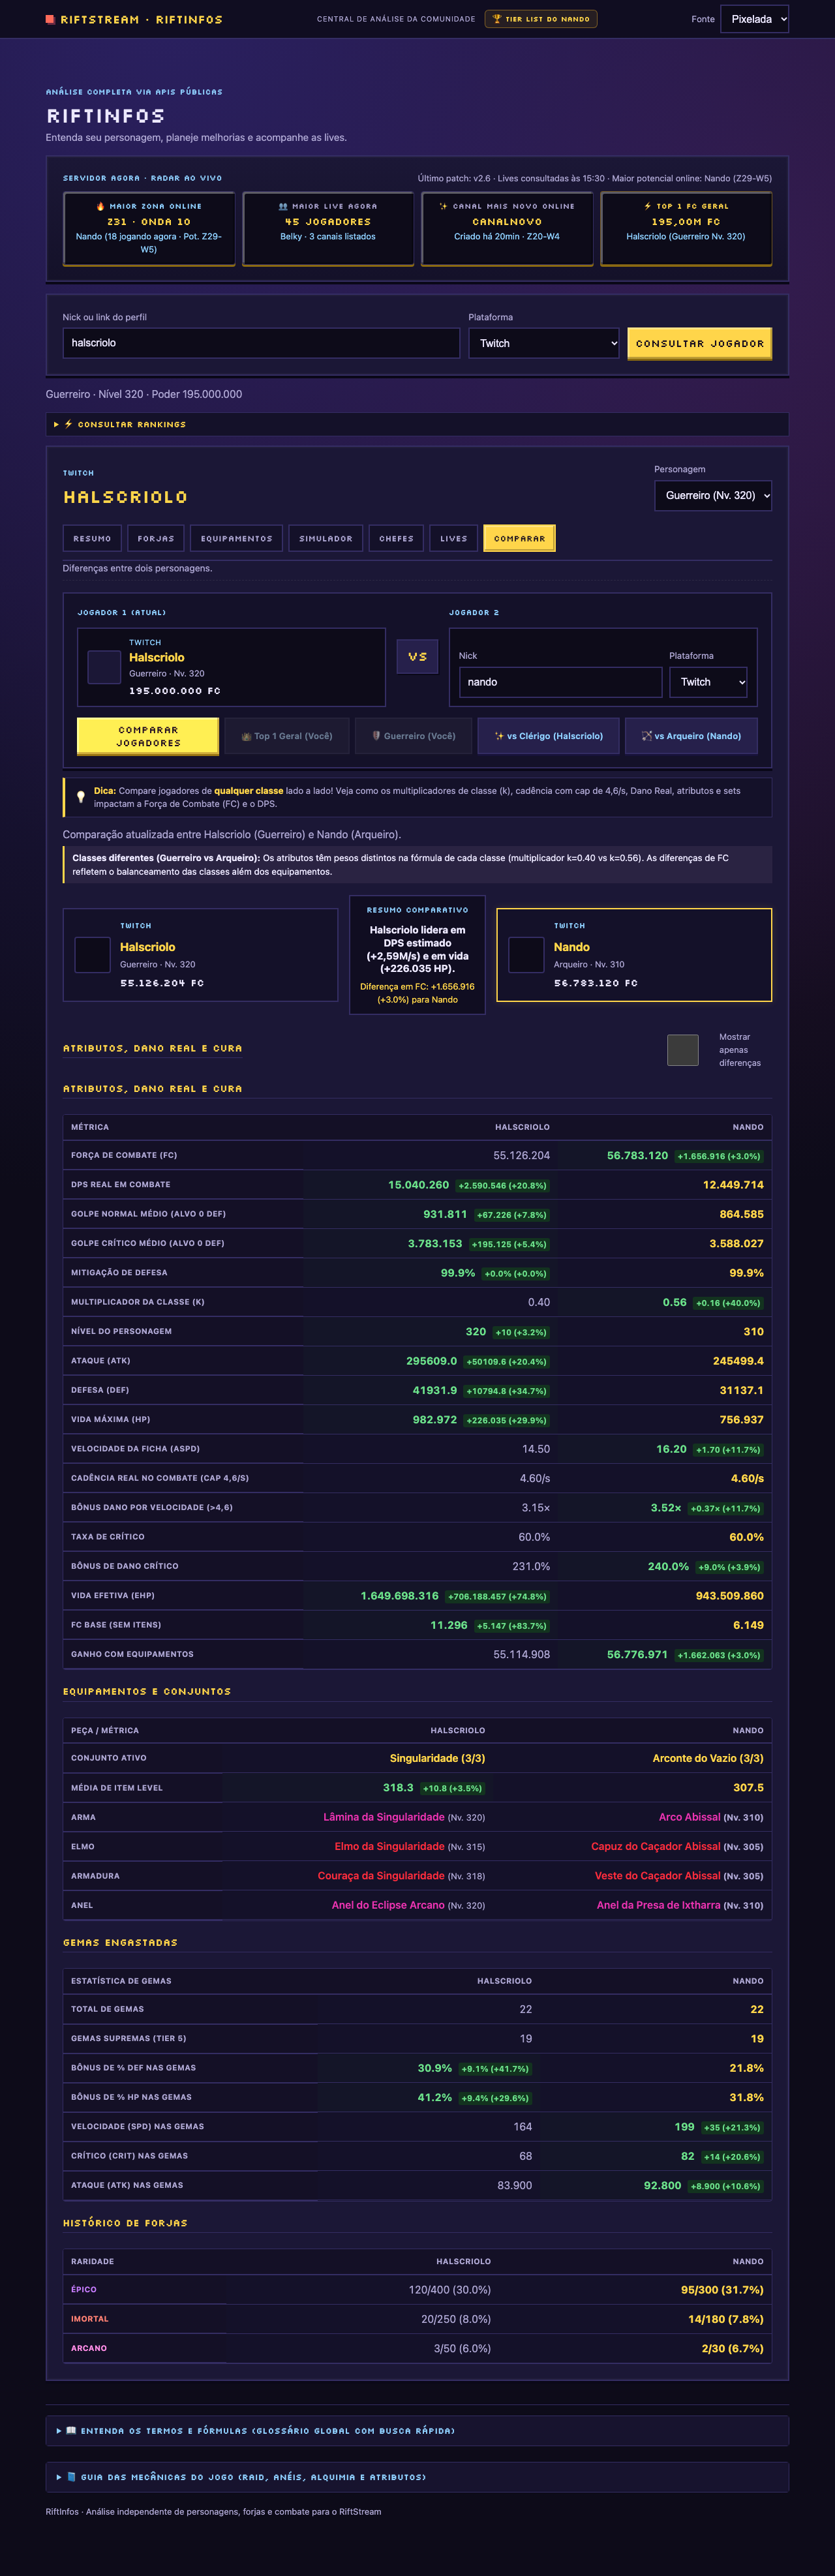 RIFTSTREAM · RIFTINFOS
CENTRAL DE ANÁLISE DA COMUNIDADE
🏆 TIER LIST DO NANDO
Fonte
Pixelada
ANÁLISE COMPLETA VIA APIS PÚBLICAS
RIFTINFOS
Entenda seu personagem, planeje melhorias e acompanhe as lives.
SERVIDOR AGORA · RADAR AO VIVO
Último patch: v2.6 · Lives consultadas às 15:30 · Maior potencial online: Nando (Z29-W5)
🔥 MAIOR ZONA ONLINE
Z31 · ONDA 10
Nando (18 jogando agora · Pot. Z29-
W5)
👥 MAIOR LIVE AGORA
45 JOGADORES
Belky · 3 canais listados
✨ CANAL MAIS NOVO ONLINE
CANALNOVO
Criado há 20min · Z20-W4
⚡ TOP 1 FC GERAL
195,00M FC
Halscriolo (Guerreiro Nv. 320)
Nick ou link do perfil
halscriolo
Plataforma
Twitch
CONSULTAR JOGADOR
Guerreiro · Nível 320 · Poder 195.000.000
▶ ⚡ CONSULTAR RANKINGS
TWITCH
HALSCRIOLO
Personagem
Guerreiro (Nv. 320)
RESUMO FORJAS EQUIPAMENTOS SIMULADOR CHEFES LIVES COMPARAR
Diferenças entre dois personagens.
JOGADOR 1 (ATUAL)
TWITCH
Halscriolo
Guerreiro · Nv. 320
195.000.000 FC
VS
JOGADOR 2
Nick
nando
Plataforma
Twitch
COMPARAR
JOGADORES
Top 1 Geral (Você)
Guerreiro (Você)
✨ vs Clérigo (Halscriolo)
🏹 vs Arqueiro (Nando)
💡 Dica: Compare jogadores de qualquer classe lado a lado! Veja como os multiplicadores de classe (k), cadência com cap de 4,6/s, Dano Real, atributos e sets
impactam a Força de Combate (FC) e o DPS.
Comparação atualizada entre Halscriolo (Guerreiro) e Nando (Arqueiro).
Classes diferentes (Guerreiro vs Arqueiro): Os atributos têm pesos distintos na fórmula de cada classe (multiplicador k=0.40 vs k=0.56). As diferenças de FC
refletem o balanceamento das classes além dos equipamentos.
TWITCH
Halscriolo
Guerreiro · Nv. 320
55.126.204 FC
RESUMO COMPARATIVO
Halscriolo lidera em
DPS estimado
(+2,59M/s) e em vida
(+226.035 HP).
Diferença em FC: +1.656.916
(+3.0%) para Nando
TWITCH
Nando
Arqueiro · Nv. 310
56.783.120 FC
ATRIBUTOS, DANO REAL E CURA
Mostrar
apenas
diferenças
ATRIBUTOS, DANO REAL E CURA
MÉTRICA HALSCRIOLO NANDO
FORÇA DE COMBATE (FC) 55.126.204 56.783.120 +1.656.916 (+3.0%)
DPS REAL EM COMBATE 15.040.260 +2.590.546 (+20.8%) 12.449.714
GOLPE NORMAL MÉDIO (ALVO 0 DEF) 931.811 +67.226 (+7.8%) 864.585
GOLPE CRÍTICO MÉDIO (ALVO 0 DEF) 3.783.153 +195.125 (+5.4%) 3.588.027
MITIGAÇÃO DE DEFESA 99.9% +0.0% (+0.0%) 99.9%
MULTIPLICADOR DA CLASSE (K) 0.40 0.56 +0.16 (+40.0%)
NÍVEL DO PERSONAGEM 320 +10 (+3.2%) 310
ATAQUE (ATK) 295609.0 +50109.6 (+20.4%) 245499.4
DEFESA (DEF) 41931.9 +10794.8 (+34.7%) 31137.1
VIDA MÁXIMA (HP) 982.972 +226.035 (+29.9%) 756.937
VELOCIDADE DA FICHA (ASPD) 14.50 16.20 +1.70 (+11.7%)
CADÊNCIA REAL NO COMBATE (CAP 4,6/S) 4.60/s 4.60/s
BÔNUS DANO POR VELOCIDADE (>4,6) 3.15× 3.52× +0.37× (+11.7%)
TAXA DE CRÍTICO 60.0% 60.0%
BÔNUS DE DANO CRÍTICO 231.0% 240.0% +9.0% (+3.9%)
VIDA EFETIVA (EHP) 1.649.698.316 +706.188.457 (+74.8%) 943.509.860
FC BASE (SEM ITENS) 11.296 +5.147 (+83.7%) 6.149
GANHO COM EQUIPAMENTOS 55.114.908 56.776.971 +1.662.063 (+3.0%)
EQUIPAMENTOS E CONJUNTOS
PEÇA / MÉTRICA HALSCRIOLO NANDO
CONJUNTO ATIVO Singularidade (3/3) Arconte do Vazio (3/3)
MÉDIA DE ITEM LEVEL 318.3 +10.8 (+3.5%) 307.5
ARMA Lâmina da Singularidade (Nv. 320) Arco Abissal (Nv. 310)
ELMO Elmo da Singularidade (Nv. 315) Capuz do Caçador Abissal (Nv. 305)
ARMADURA Couraça da Singularidade (Nv. 318) Veste do Caçador Abissal (Nv. 305)
ANEL Anel do Eclipse Arcano (Nv. 320) Anel da Presa de Ixtharra (Nv. 310)
GEMAS ENGASTADAS
ESTATÍSTICA DE GEMAS HALSCRIOLO NANDO
TOTAL DE GEMAS 22 22
GEMAS SUPREMAS (TIER 5) 19 19
BÔNUS DE % DEF NAS GEMAS 30.9% +9.1% (+41.7%) 21.8%
BÔNUS DE % HP NAS GEMAS 41.2% +9.4% (+29.6%) 31.8%
VELOCIDADE (SPD) NAS GEMAS 164 199 +35 (+21.3%)
CRÍTICO (CRIT) NAS GEMAS 68 82 +14 (+20.6%)
ATAQUE (ATK) NAS GEMAS 83.900 92.800 +8.900 (+10.6%)
HISTÓRICO DE FORJAS
RARIDADE HALSCRIOLO NANDO
ÉPICO 120/400 (30.0%) 95/300 (31.7%)
IMORTAL 20/250 (8.0%) 14/180 (7.8%)
ARCANO 3/50 (6.0%) 2/30 (6.7%)
▶ 📖 ENTENDA OS TERMOS E FÓRMULAS (GLOSSÁRIO GLOBAL COM BUSCA RÁPIDA)
▶ 📘 GUIA DAS MECÂNICAS DO JOGO (RAID, ANÉIS, ALQUIMIA E ATRIBUTOS)
RiftInfos · Análise independente de personagens, forjas e combate para o RiftStream